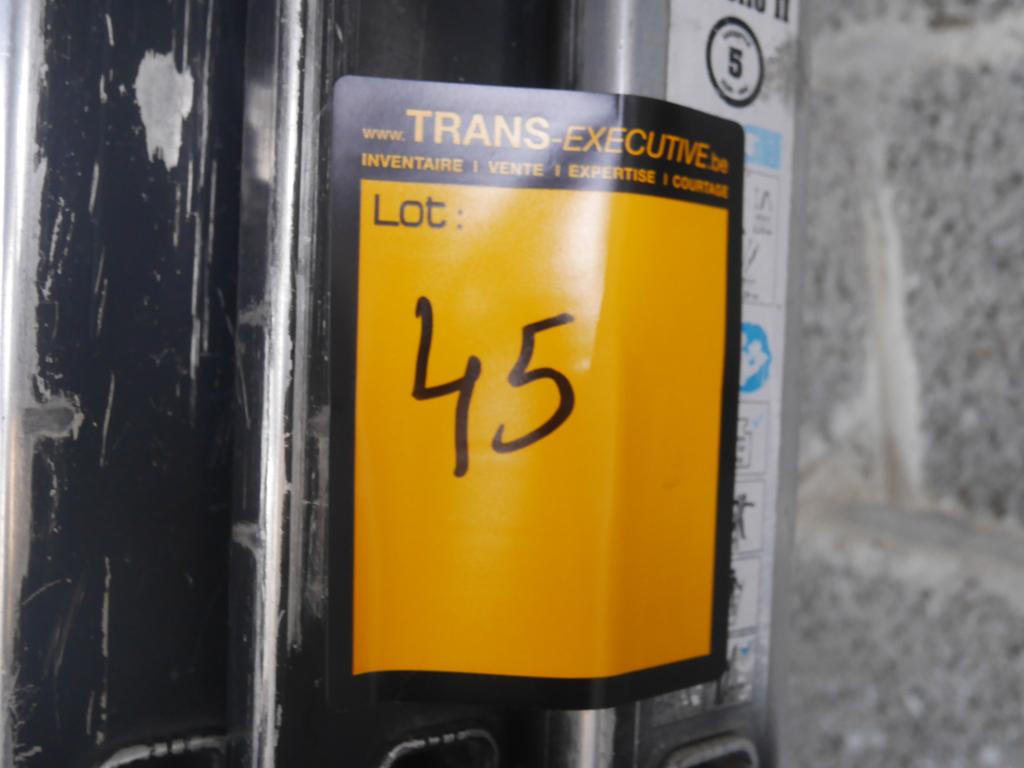 www.TRANS-EXECUTIVE.be
INVENTAIRE | VENTE | EXPERTISE | COURTAGE
Lot:
45
5